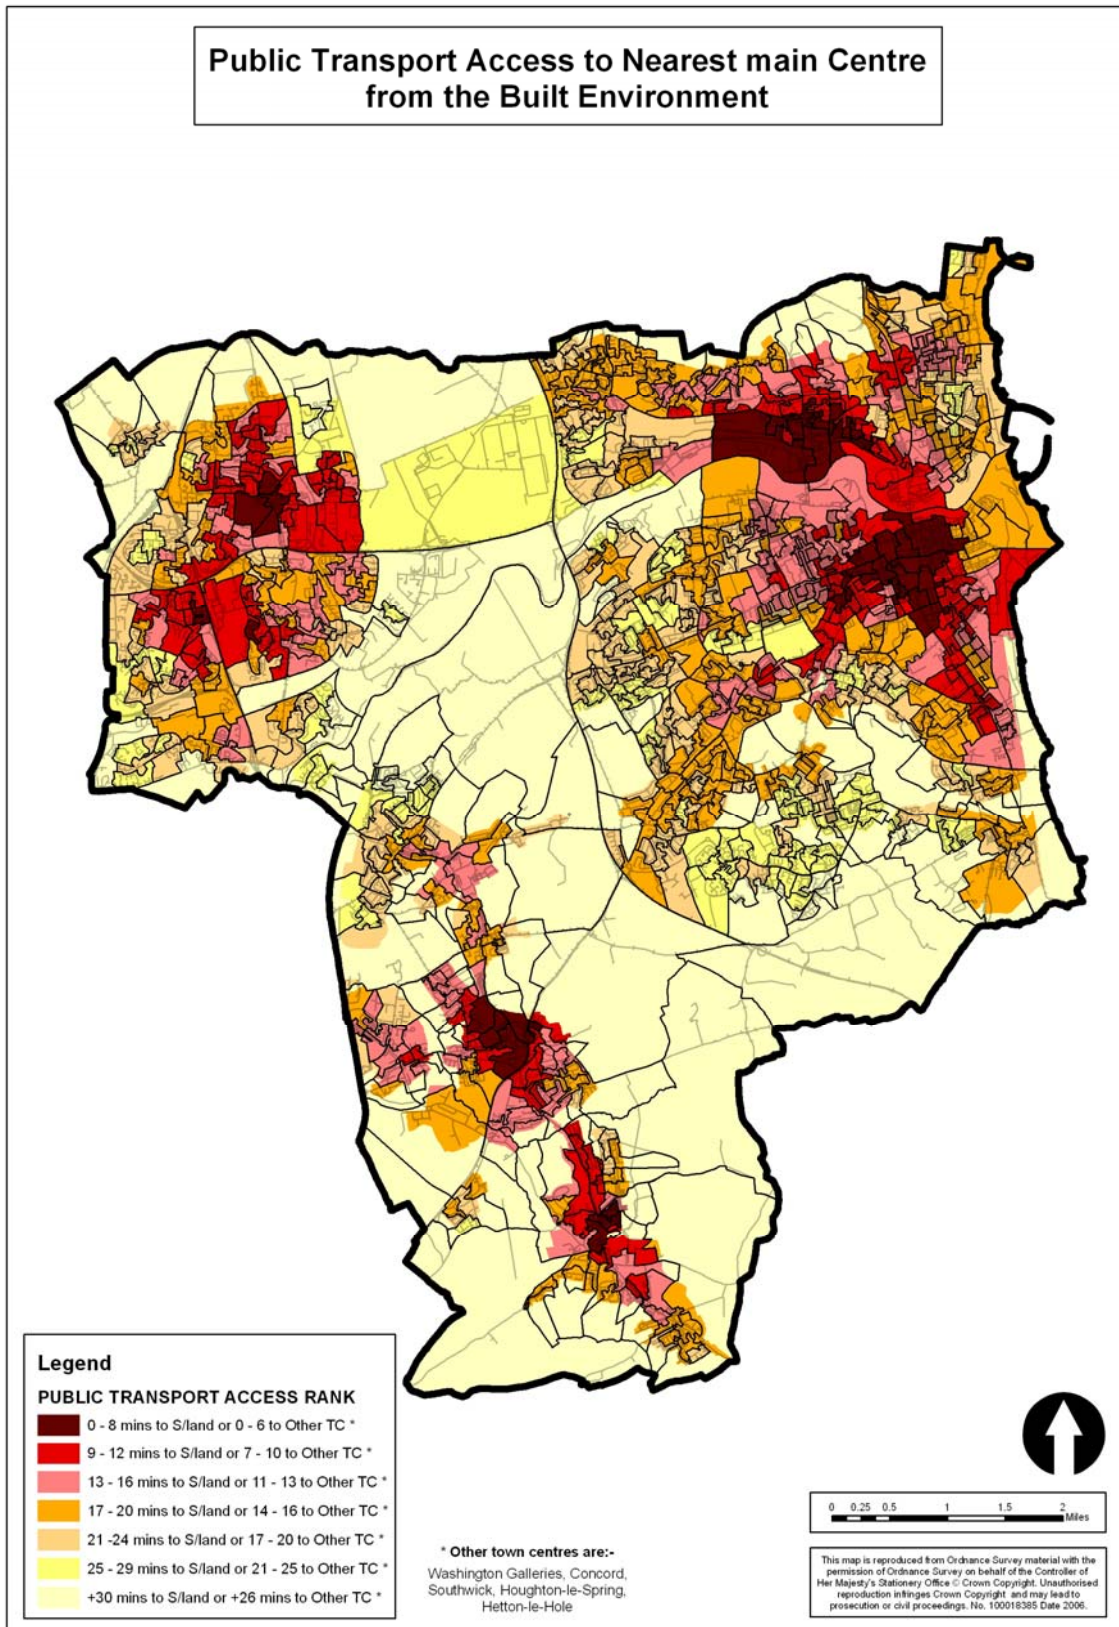 Public Transport Access to Nearest main Centre
from the Built Environment
Legend
PUBLIC TRANSPORT ACCESS RANK
0 - 8 mins to S/land or 0 - 6 to Other TC *
9 - 12 mins to S/land or 7 - 10 to Other TC *
13 - 16 mins to S/land or 11 - 13 to Other TC *
17 - 20 mins to S/land or 14 - 16 to Other TC *
21 -24 mins to S/land or 17 - 20 to Other TC *
25 - 29 mins to S/land or 21 - 25 to Other TC *
+30 mins to S/land or +26 mins to Other TC *
* Other town centres are:-
Washington Galleries, Concord,
Southwick, Houghton-le-Spring,
Hetton-le-Hole
0 0.25 0.5 1 1.5 2
Miles
This map is reproduced from Ordnance Survey material with the
permission of Ordnance Survey on behalf of the Controller of
Her Majesty's Stationery Office © Crown Copyright. Unauthorised
reproduction infringes Crown Copyright and may lead to
prosecution or civil proceedings. No. 100018385 Date 2006.